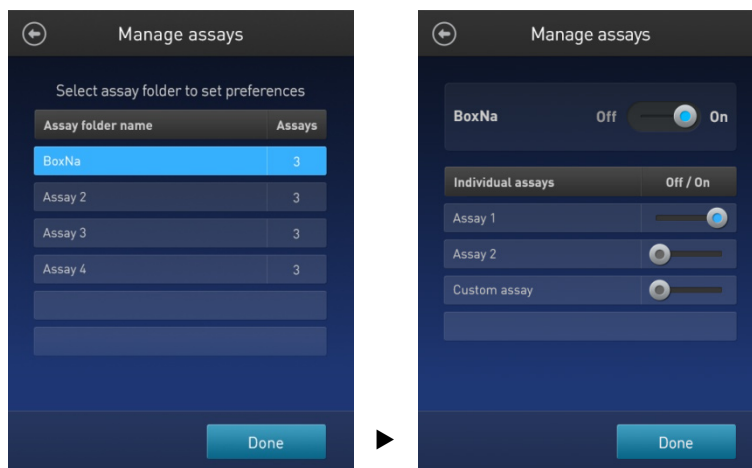 Manage assays
Select assay folder to set preferences
Assay folder name Assays
BoxNa 3
Assay 2 3
Assay 3 3
Assay 4 3
Done
Manage assays
BoxNa Off On
Individual assays Off / On
Assay 1
Assay 2
Custom assay
Done